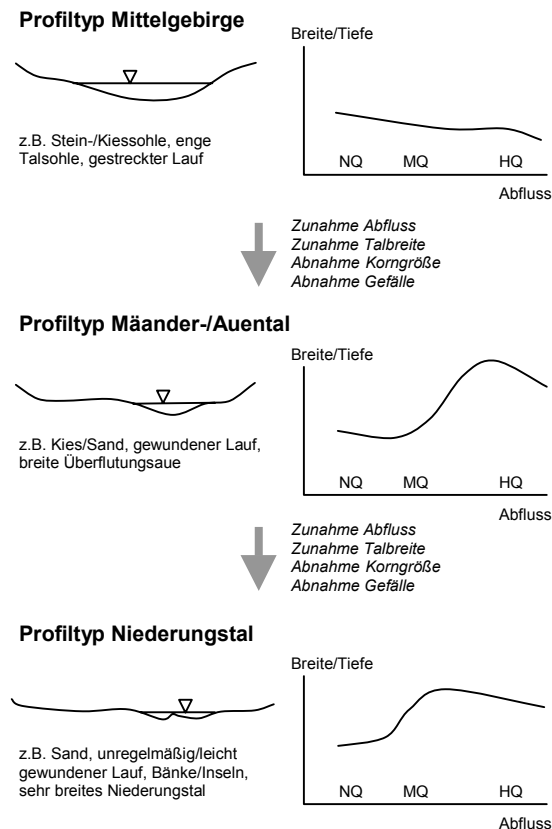 Profiltyp Mittelgebirge
Breite/Tiefe
z.B. Stein-/Kiessohle, enge
Talsohle, gestreckter Lauf
NQ MQ HQ
Abfluss
Zunahme Abfluss
Zunahme Talbreite
Abnahme Korngröße
Abnahme Gefälle
Profiltyp Mäander-/Auental
Breite/Tiefe
z.B. Kies/Sand, gewundener Lauf,
breite Überflutungsaue
NQ MQ HQ
Abfluss
Zunahme Abfluss
Zunahme Talbreite
Abnahme Korngröße
Abnahme Gefälle
Profiltyp Niederungstal
Breite/Tiefe
z.B. Sand, unregelmäßig/leicht
gewundener Lauf, Bänke/Inseln,
sehr breites Niederungstal
NQ MQ HQ
Abfluss